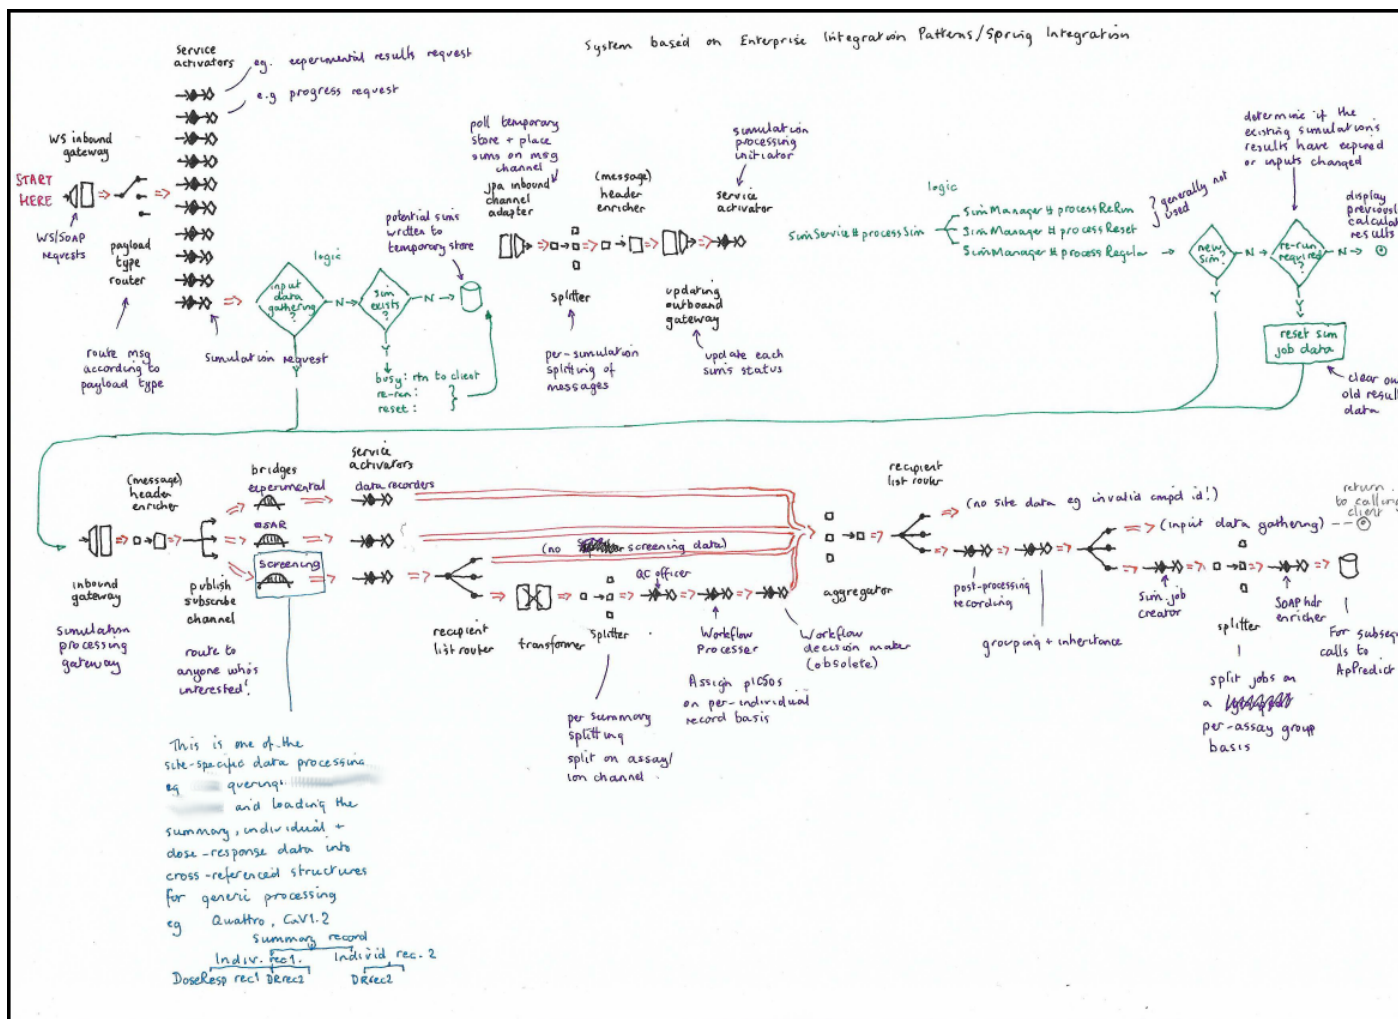 System based on Enterprise Integration Patterns/Spring Integration
service
activators
eg. experimental results request
e.g progress request
WS inbound
gateway
START
HERE
WS/SOAP
requests
payload
type
router
route msg
according to
payload type
simulation request
logic
input
data
gathering
?
N
Y
sim
exists
?
N
Y
busy: rtn to client
re-run:
reset:
potential sims
written to
temporary store
poll temporary
store + place
sims on msg
channel
jpa inbound
channel
adapter
splitter
per-simulation
splitting of
messages
(message)
header
enricher
updating
outbound
gateway
update each
sim's status
simulation
processing
initiator
service
activator
logic
SimService#processSim
SimManager#processReRun
SimManager#processReset
SimManager#processRegular
? generally not
used
new
sim?
N
Y
determine if the
existing simulations
results have expired
or inputs changed
re-run
required
?
N
Y
display
previous
calculat
results
reset sim
job data
clear ou
old result
data
inbound
gateway
simulation
processing
gateway
(message)
header
enricher
publish
subscribe
channel
route to
anyone who's
interested!
bridges
experimental
QSAR
screening
service
activators
data recorders
(no screening data)
recipient
list router
transformer
splitter
per summary
splitting
split on assay/
ion channel
QC officer
Workflow
Processer
Assign pIC50s
on per-individual
record basis
Workflow
decision maker
(obsolete)
aggregator
recipient
list router
(no site data eg invalid cmpd id!)
post-processing
recording
grouping + inheritance
(input data gathering)
return
to calling
client
Sim. job
creator
splitter
split jobs on
a
per-assay group
basis
SOAP hdr
enricher
For subseq
calls to
ApPredict
This is one of the
site-specific data processing
eg quering
and loading the
summary, individual +
dose-response data into
cross-referenced structures
for generic processing
eg Quattro, CaV1.2
Summary record
Indiv. rec1. Individ rec. 2
DoseResp rec1 DRrec2 DRrec2